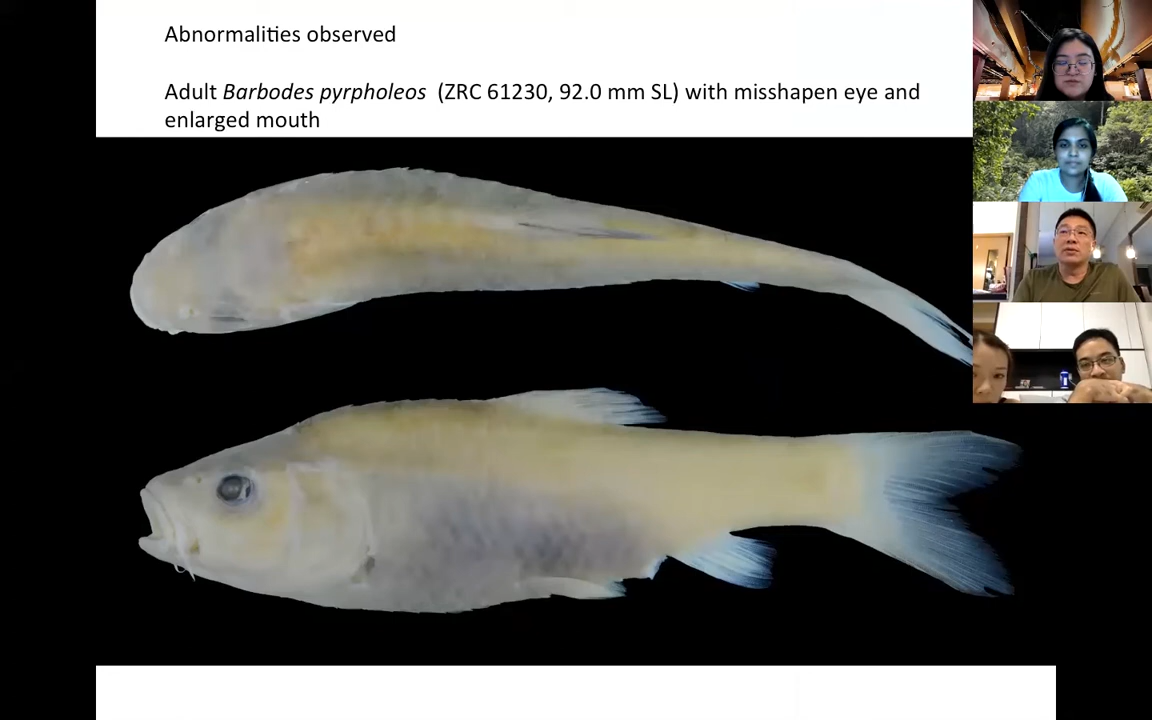 Abnormalities observed
Adult Barbodes pyrpholeos (ZRC 61230, 92.0 mm SL) with misshapen eye and
enlarged mouth